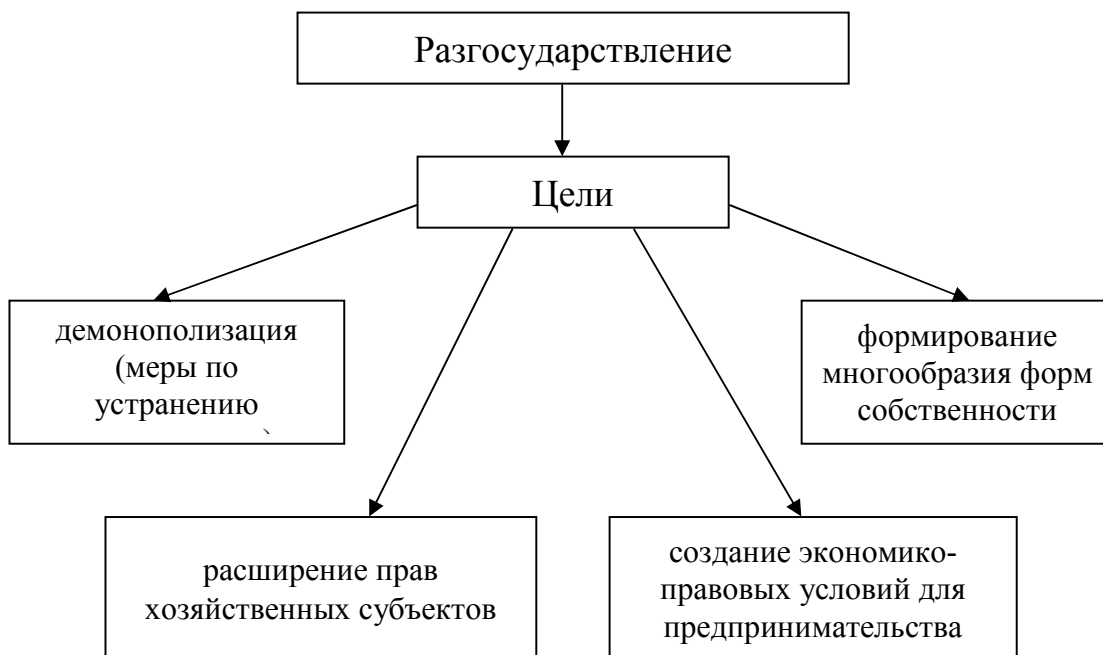 Разгосударствление
Цели
демонополизация
(меры по
устранению
формирование
многообразия форм
собственности
расширение прав
хозяйственных субъектов
создание экономико-
правовых условий для
предпринимательства